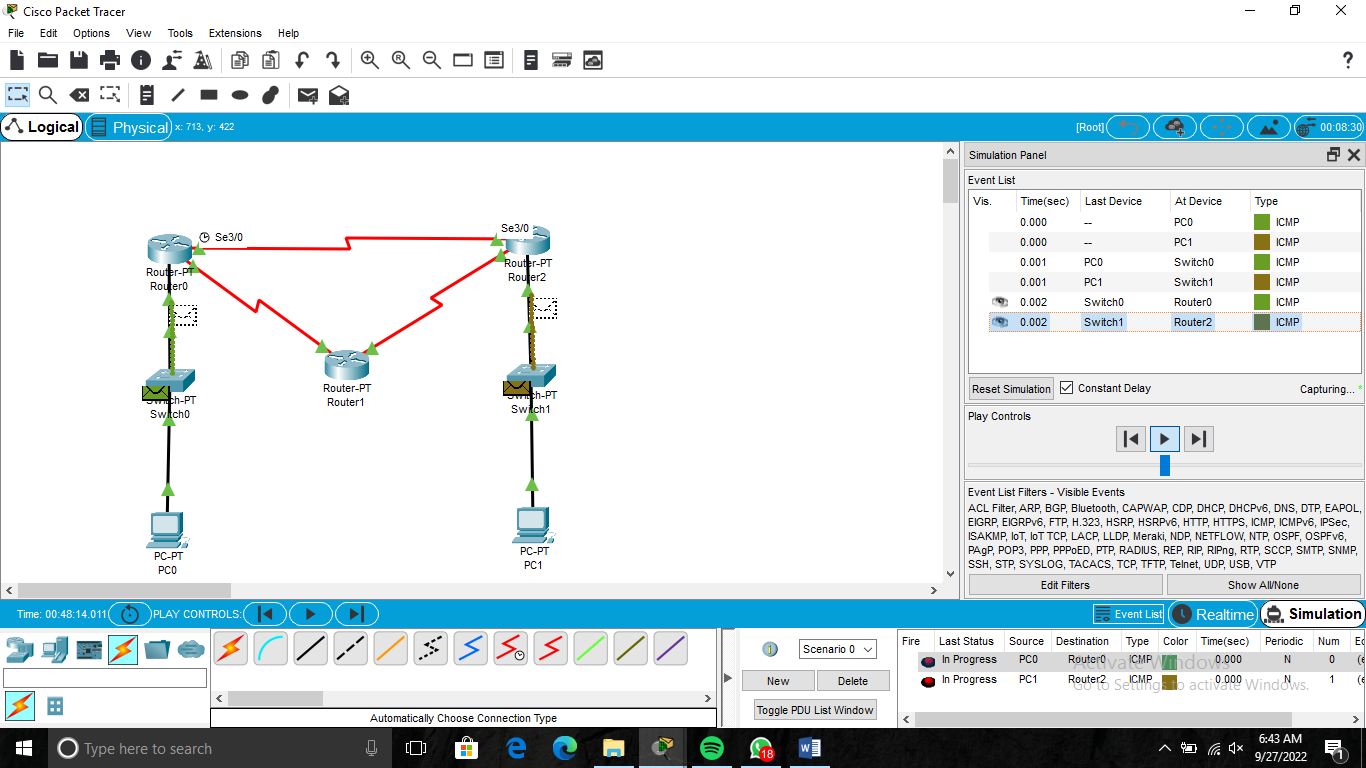 Cisco Packet Tracer
File Edit Options View Tools Extensions Help
Logical Physical x: 713, y: 422 [Root] 00:08:30
Se3/0
Router-PT
Router0
Se3/0
Router-PT
Router2
Router-PT
Router1
Switch-PT
Switch0
Switch-PT
Switch1
PC-PT
PC0
PC-PT
PC1
Simulation Panel
Event List
Vis. Time(sec) Last Device At Device Type
0.000 -- PC0 ICMP
0.000 -- PC1 ICMP
0.001 PC0 Switch0 ICMP
0.001 PC1 Switch1 ICMP
0.002 Switch0 Router0 ICMP
0.002 Switch1 Router2 ICMP
Reset Simulation Constant Delay Capturing... *
Play Controls
Event List Filters - Visible Events
ACL Filter, ARP, BGP, Bluetooth, CAPWAP, CDP, DHCP, DHCPv6, DNS, DTP, EAPOL,
EIGRP, EIGRPv6, FTP, H.323, HSRP, HSRPv6, HTTP, HTTPS, ICMP, ICMPv6, IPSec,
ISAKMP, IoT, IoT TCP, LACP, LLDP, Meraki, NDP, NETFLOW, NTP, OSPF, OSPFv6,
PAgP, POP3, PPP, PPPoED, PTP, RADIUS, REP, RIP, RIPng, RTP, SCCP, SMTP, SNMP,
SSH, STP, SYSLOG, TACACS, TCP, TFTP, Telnet, UDP, USB, VTP
Edit Filters Show All/None
Time: 00:48:14.011 PLAY CONTROLS: Event List Realtime Simulation
Automatically Choose Connection Type
Scenario 0
New Delete
Toggle PDU List Window
Fire Last Status Source Destination Type Color Time(sec) Periodic Num Ec
In Progress PC0 Router0 ICMP 0.000 N 0 (e
In Progress PC1 Router2 ICMP 0.000 N 1 (e
Activate Windows
Go to Settings to activate Windows.
Type here to search
18
6:43 AM
9/27/2022
1